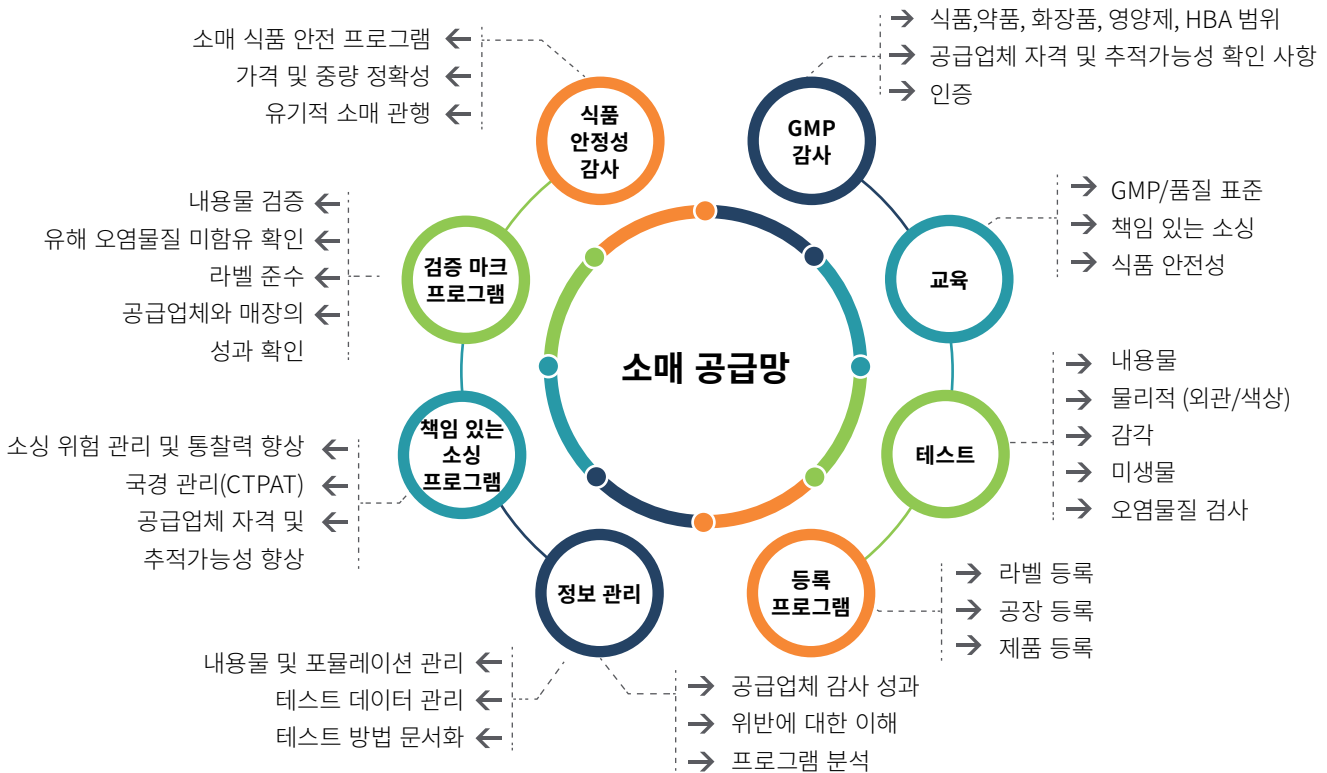 소매 식품 안전 프로그램
가격 및 중량 정확성
유기적 소매 관행
식품
안정성
감사
GMP
감사
식품,약품, 화장품, 영양제, HBA 범위
공급업체 자격 및 추적가능성 확인 사항
인증
내용물 검증
유해 오염물질 미함유 확인
라벨 준수
공급업체와 매장의
성과 확인
검증 마크
프로그램
교육
GMP/품질 표준
책임 있는 소싱
식품 안전성
소매 공급망
소싱 위험 관리 및 통찰력 향상
국경 관리(CTPAT)
공급업체 자격 및
추적가능성 향상
책임 있는
소싱
프로그램
테스트
내용물
물리적 (외관/색상)
감각
미생물
오염물질 검사
정보 관리
내용물 및 포뮬레이션 관리
테스트 데이터 관리
테스트 방법 문서화
공급업체 감사 성과
위반에 대한 이해
프로그램 분석
등록
프로그램
라벨 등록
공장 등록
제품 등록